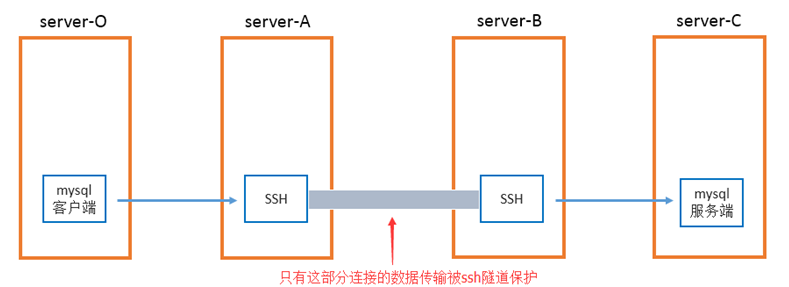 server-O
server-A
server-B
server-C
mysql
客户端
SSH
SSH
mysql
服务端
只有这部分连接的数据传输被ssh隧道保护